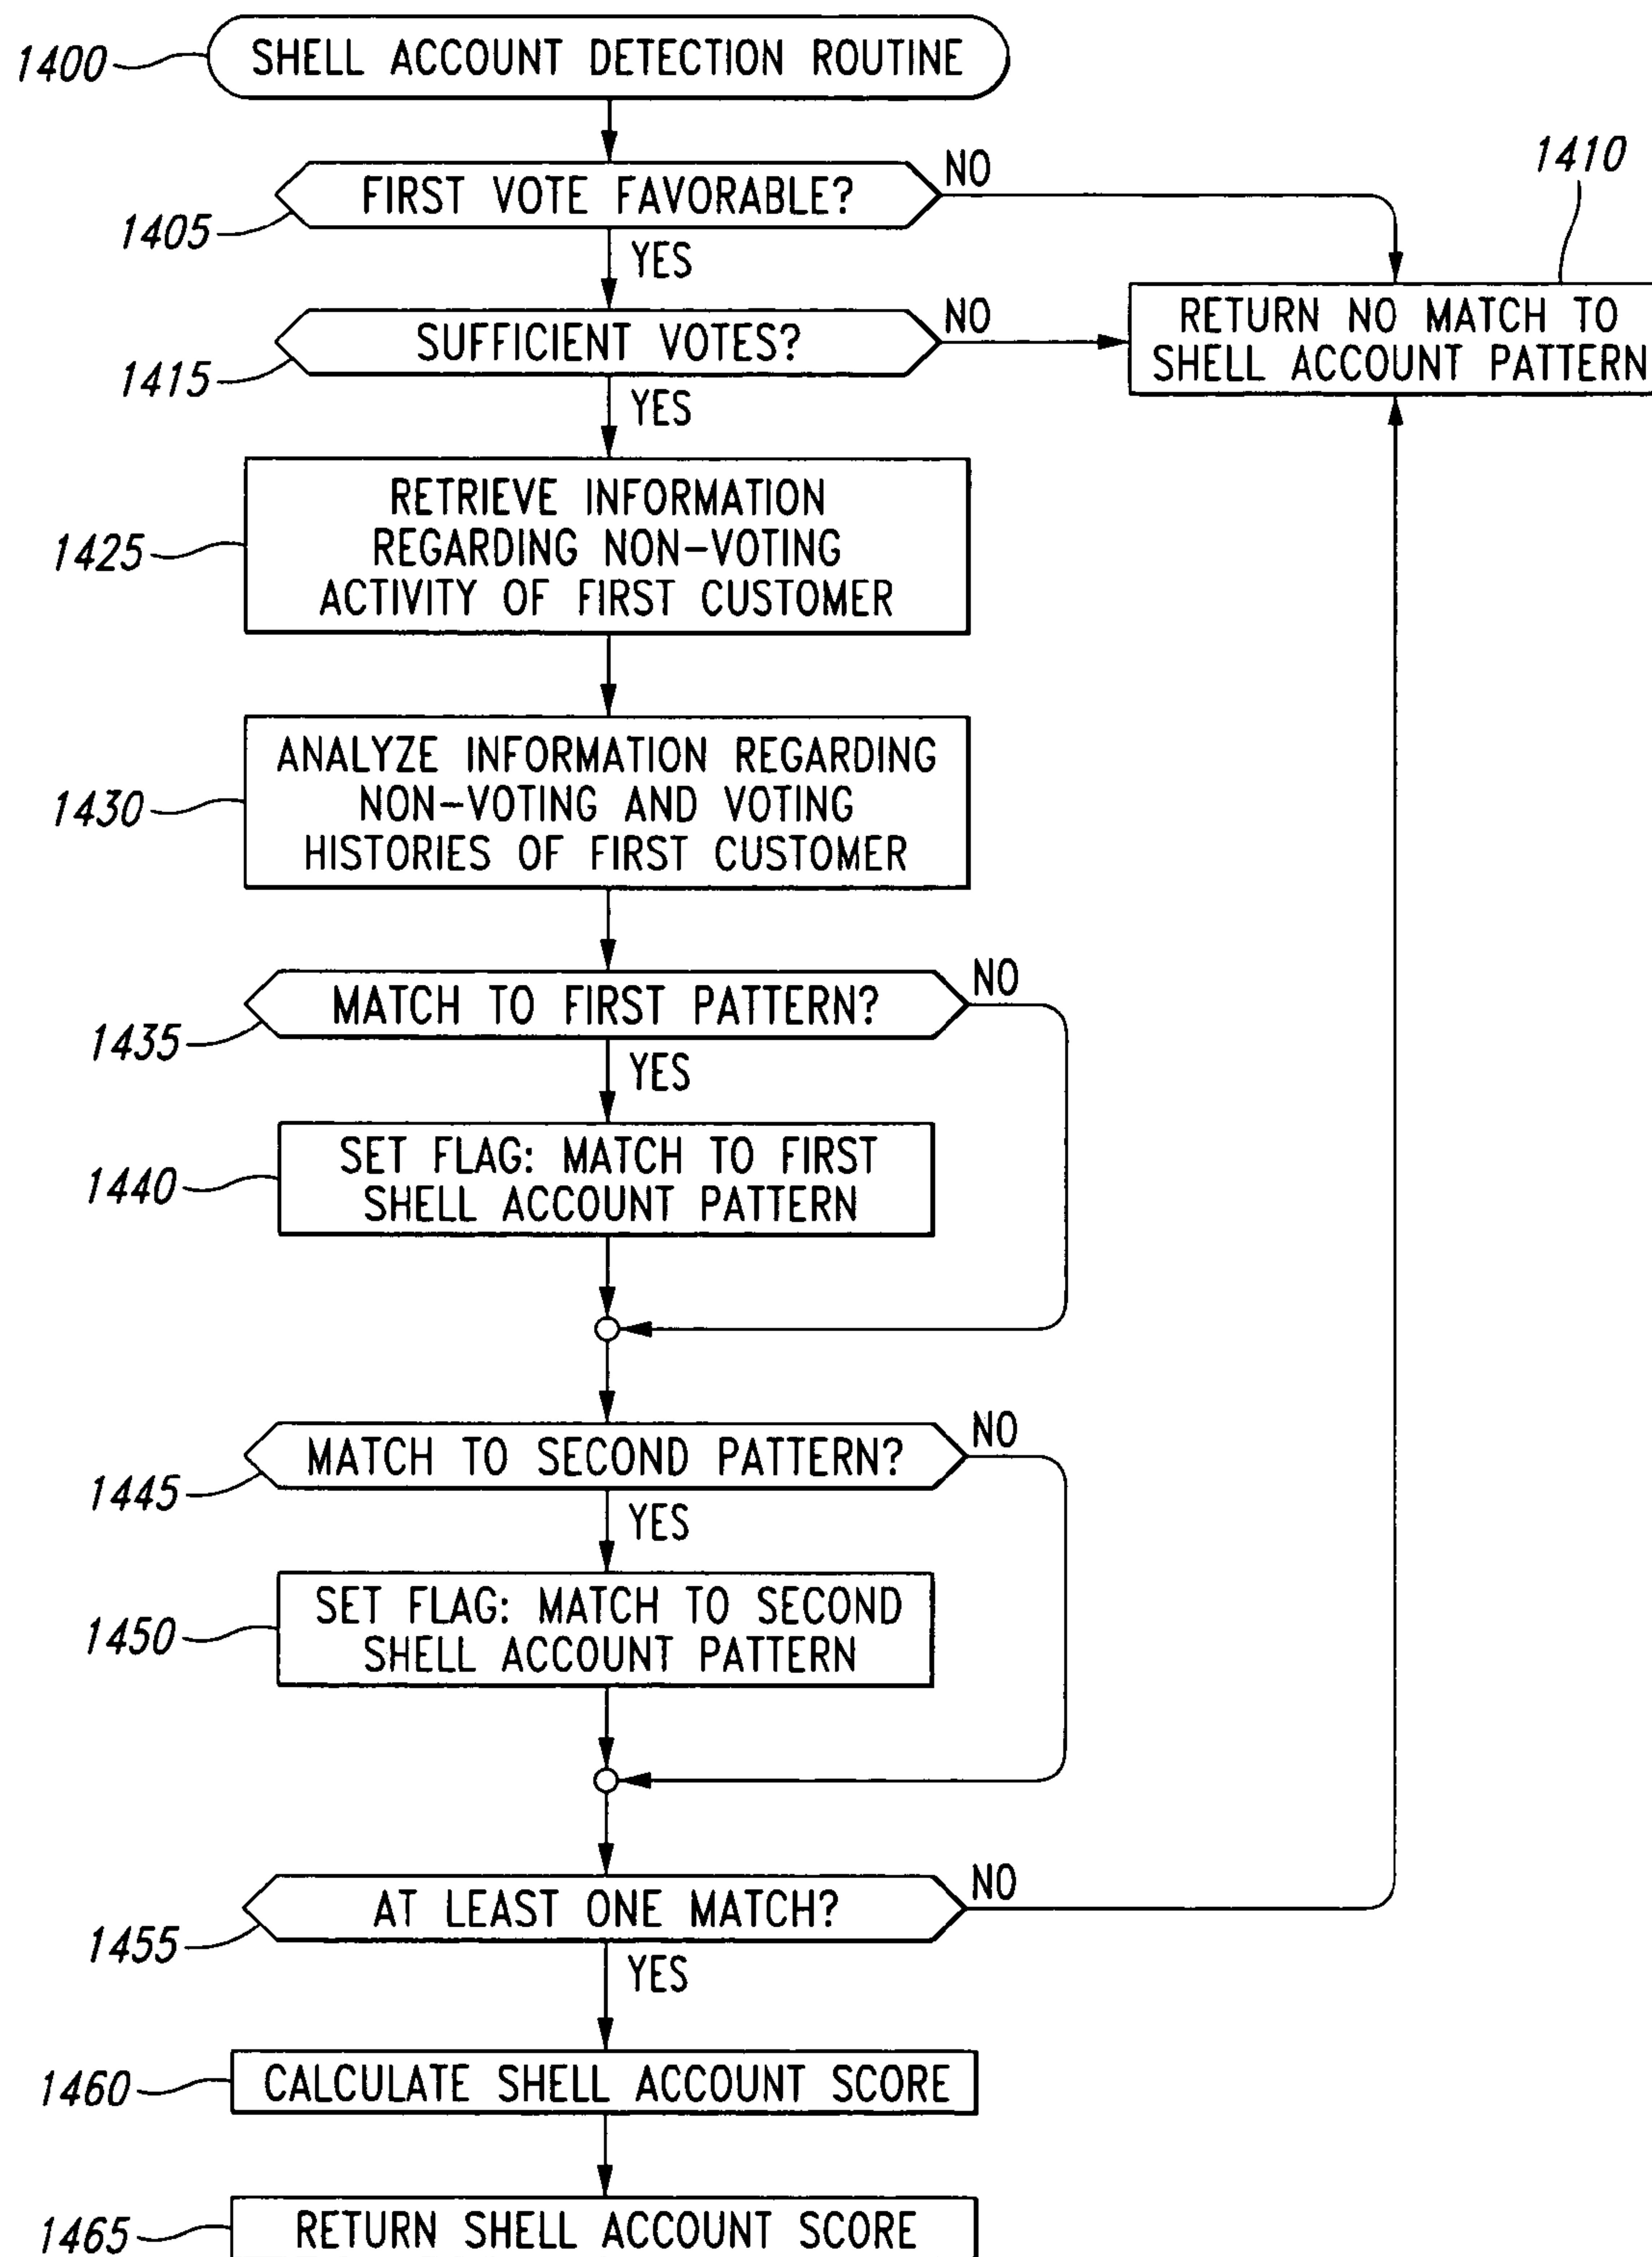 1400
SHELL ACCOUNT DETECTION ROUTINE
1405
FIRST VOTE FAVORABLE?
NO
YES
1410
RETURN NO MATCH TO
SHELL ACCOUNT PATTERN
1415
SUFFICIENT VOTES?
NO
YES
1425
RETRIEVE INFORMATION
REGARDING NON-VOTING
ACTIVITY OF FIRST CUSTOMER
1430
ANALYZE INFORMATION REGARDING
NON-VOTING AND VOTING
HISTORIES OF FIRST CUSTOMER
1435
MATCH TO FIRST PATTERN?
NO
YES
1440
SET FLAG: MATCH TO FIRST
SHELL ACCOUNT PATTERN
1445
MATCH TO SECOND PATTERN?
NO
YES
1450
SET FLAG: MATCH TO SECOND
SHELL ACCOUNT PATTERN
1455
AT LEAST ONE MATCH?
NO
YES
1460
CALCULATE SHELL ACCOUNT SCORE
1465
RETURN SHELL ACCOUNT SCORE